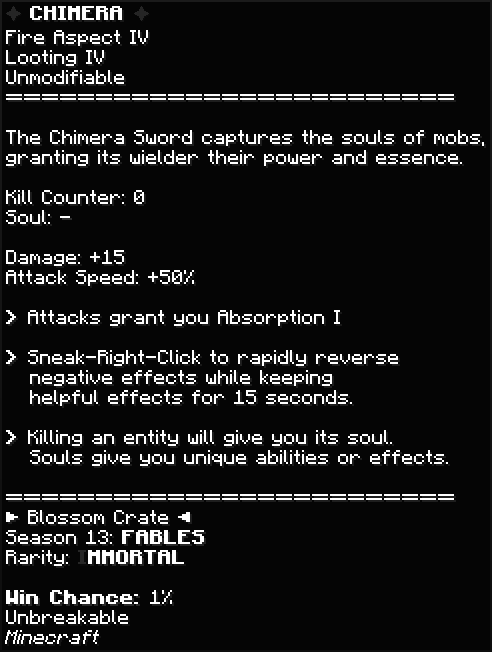 ✦ CHIMERA ✦
Fire Aspect IV
Looting IV
Unmodifiable
==============================
The Chimera Sword captures the souls of mobs,
granting its wielder their power and essence.
Kill Counter: 0
Soul: -
Damage: +15
Attack Speed: +50%
> Attacks grant you Absorption I
> Sneak-Right-Click to rapidly reverse
negative effects while keeping
helpful effects for 15 seconds.
> Killing an entity will give you its soul.
Souls give you unique abilities or effects.
==============================
► Blossom Crate ◄
Season 13: FABLES
Rarity: IMMORTAL
Win Chance: 1%
Unbreakable
Minecraft